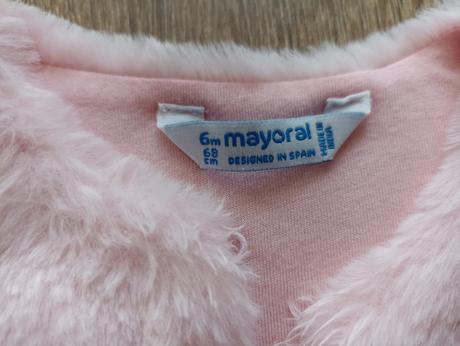 6m mayoral
68 cm DESIGNED IN SPAIN
MADE IN INDIA